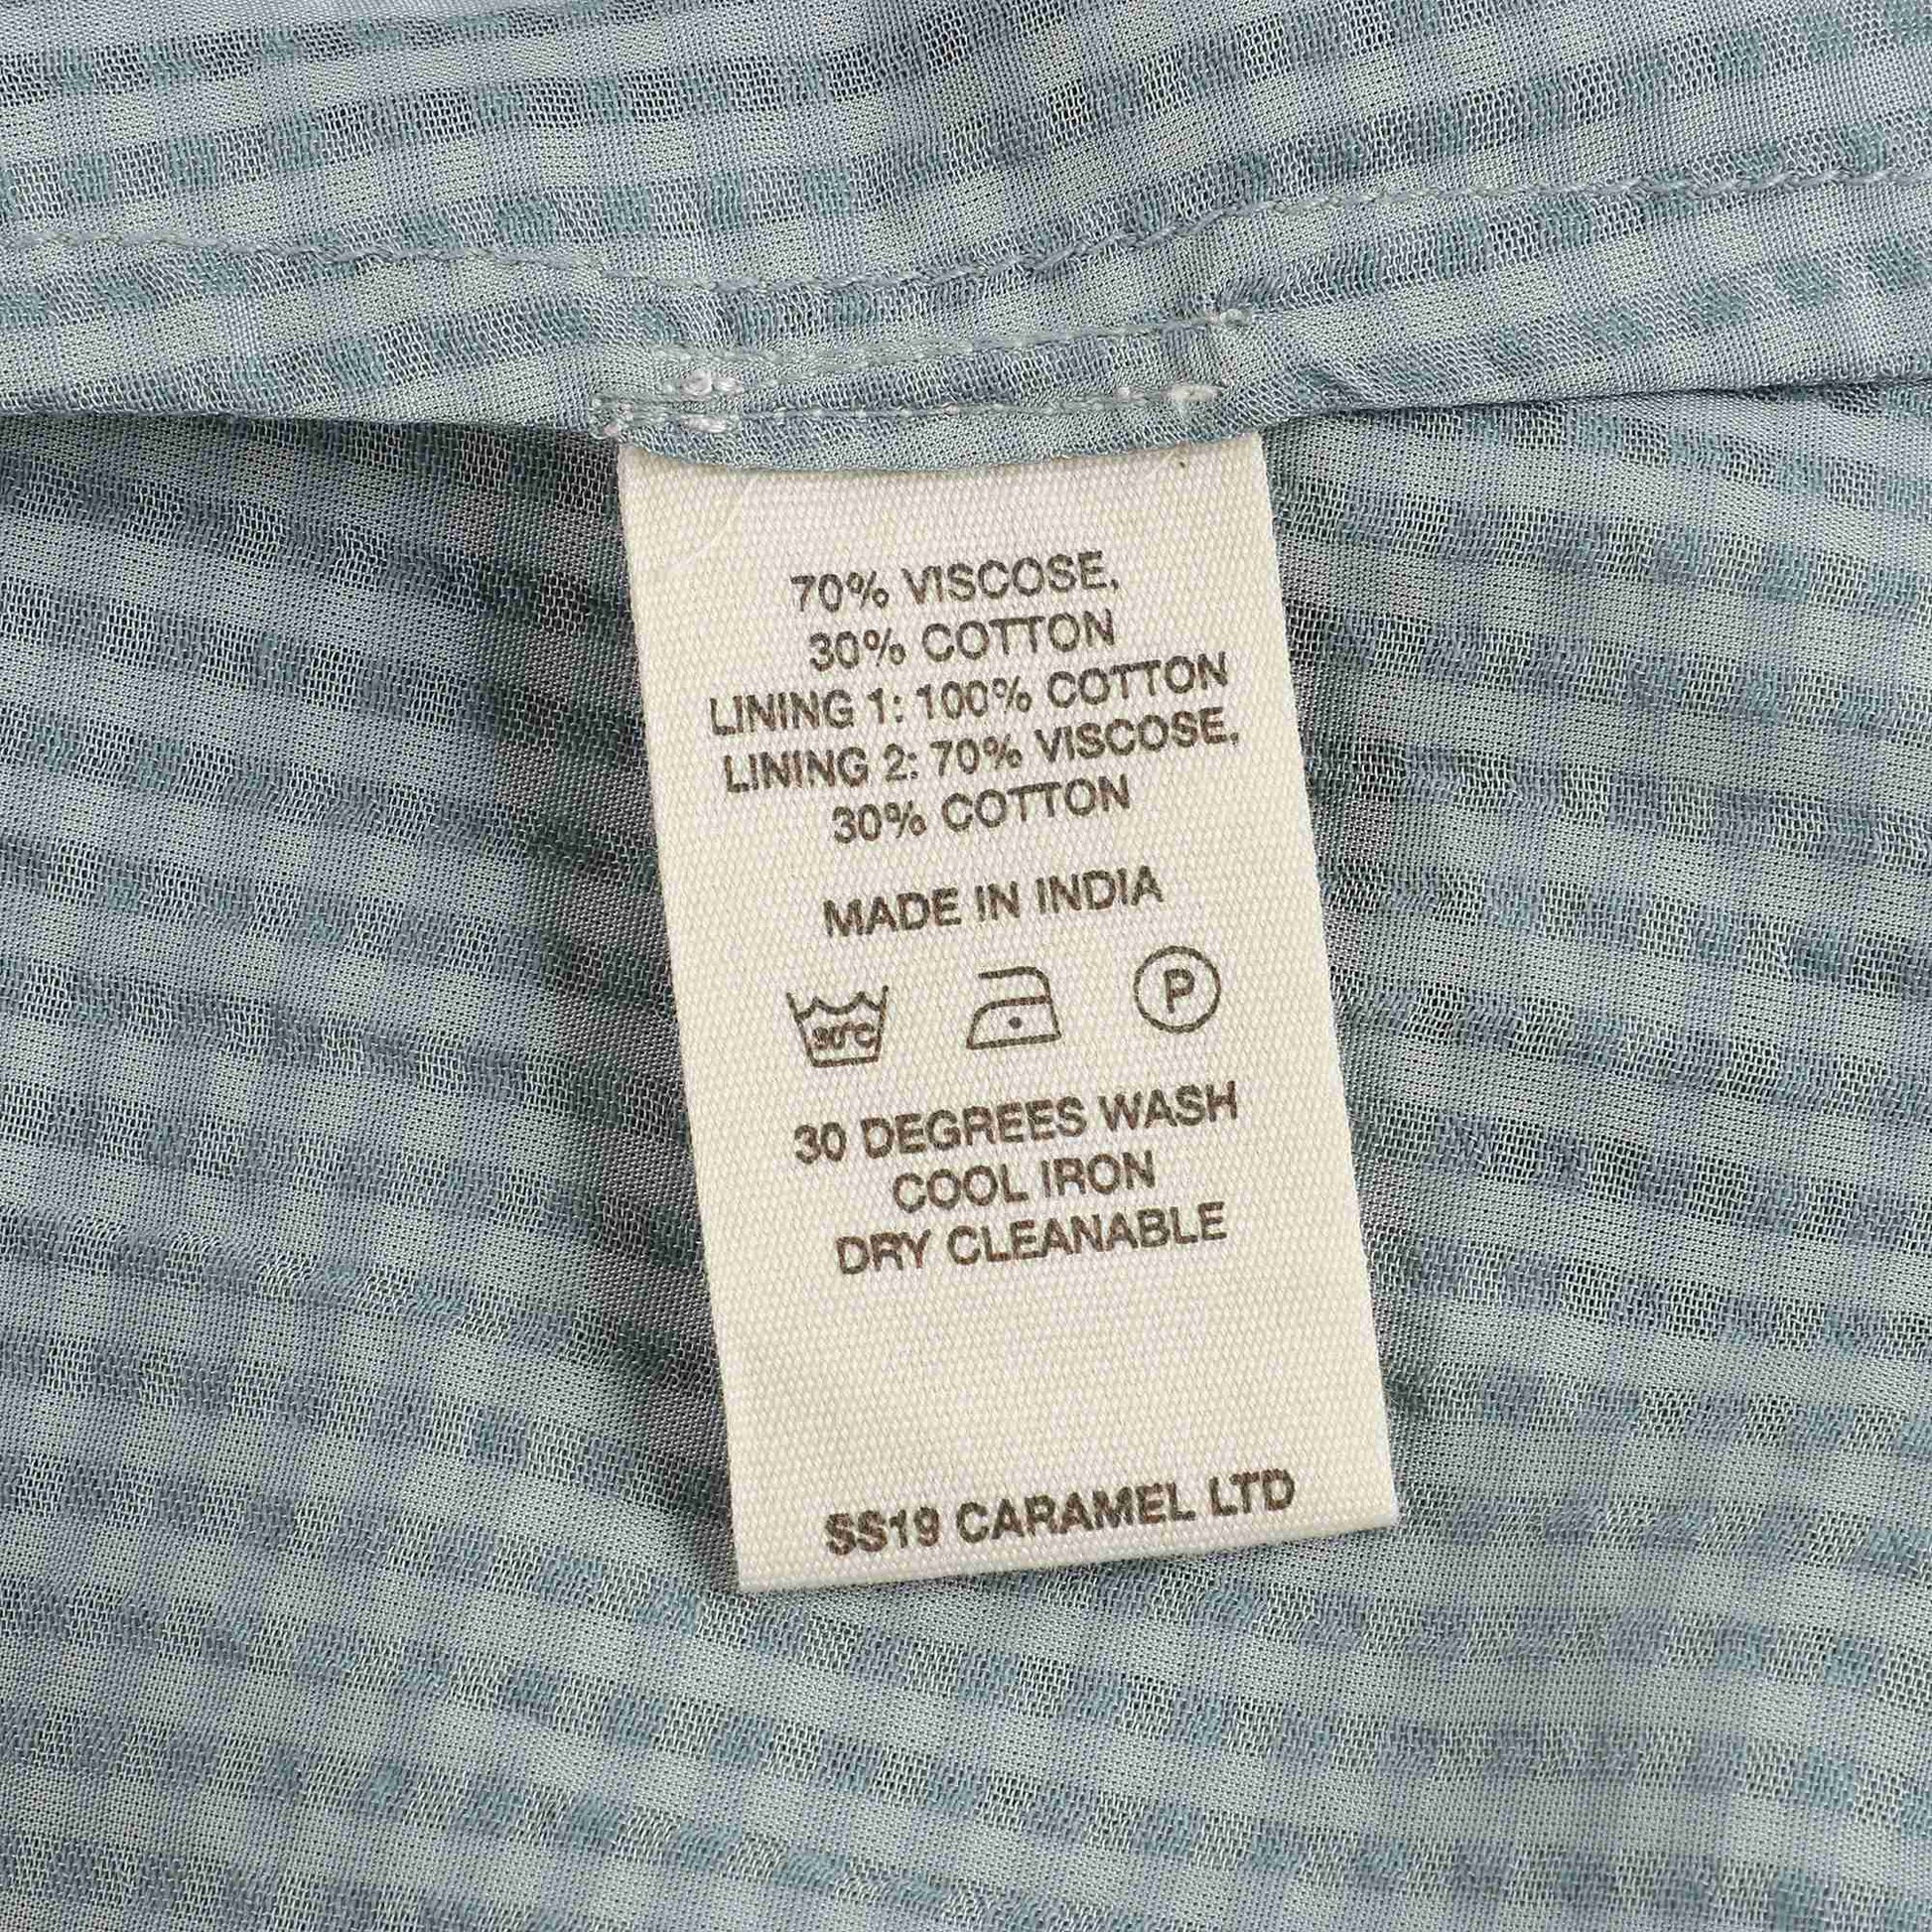 70% VISCOSE,
30% COTTON
LINING 1: 100% COTTON
LINING 2: 70% VISCOSE,
30% COTTON
MADE IN INDIA
30°C P
30 DEGREES WASH
COOL IRON
DRY CLEANABLE
SS19 CARAMEL LTD